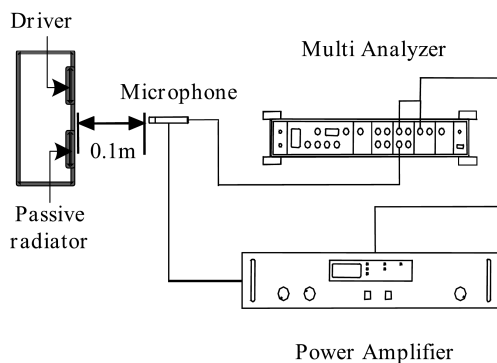 Driver
Multi Analyzer
Microphone
0.1m
Passive
radiator
Power Amplifier